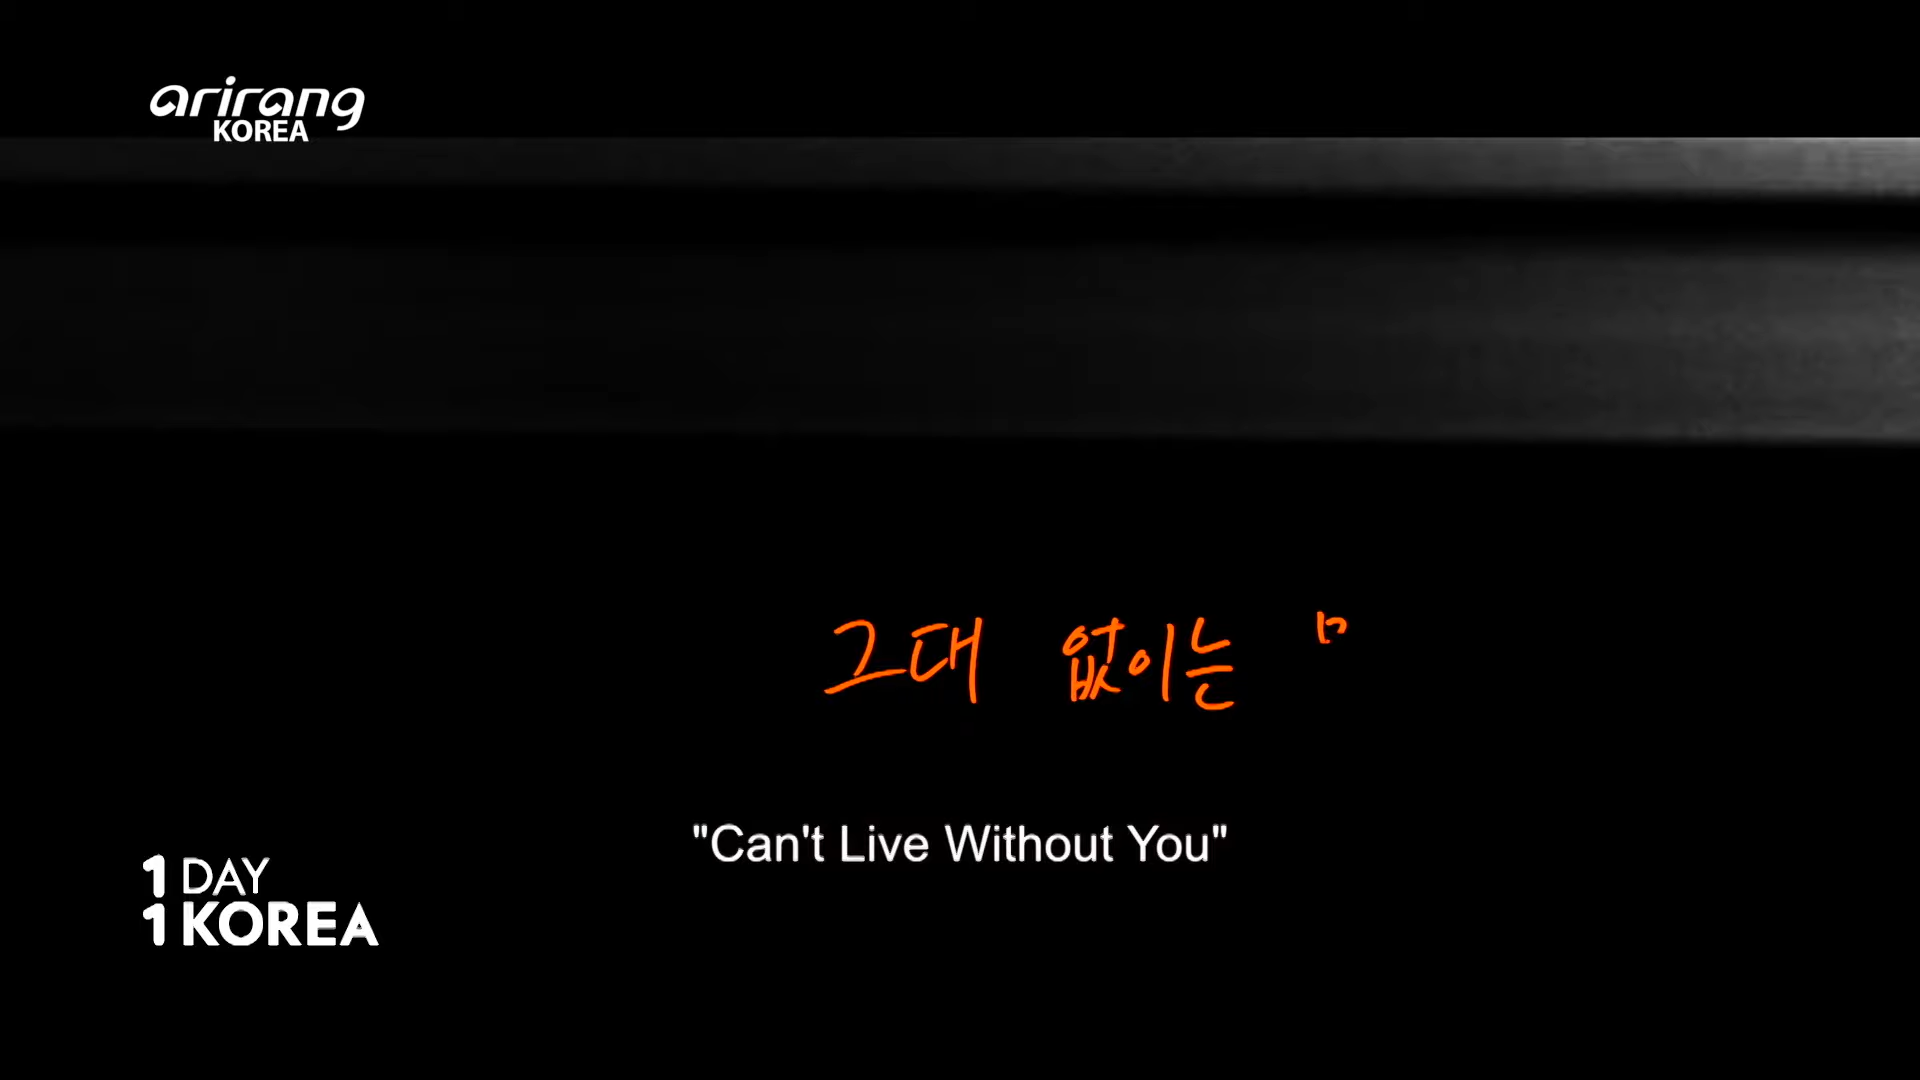 arirang
KOREA
그대 없이는
"Can't Live Without You"
1 DAY
1 KOREA